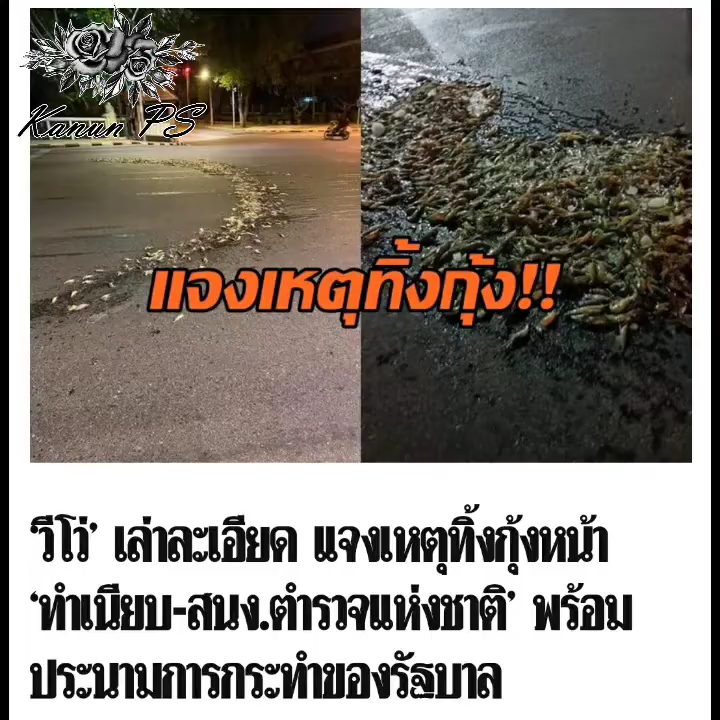 Kanun PS
แจงเหตุทิ้งกุ้ง!!
'วีโว่' เล่าละเอียด แจงเหตุทิ้งกุ้งหน้า
‘ทำเนียบ-สนง.ตำรวจแห่งชาติ’ พร้อม
ประนามการกระทำของรัฐบาล